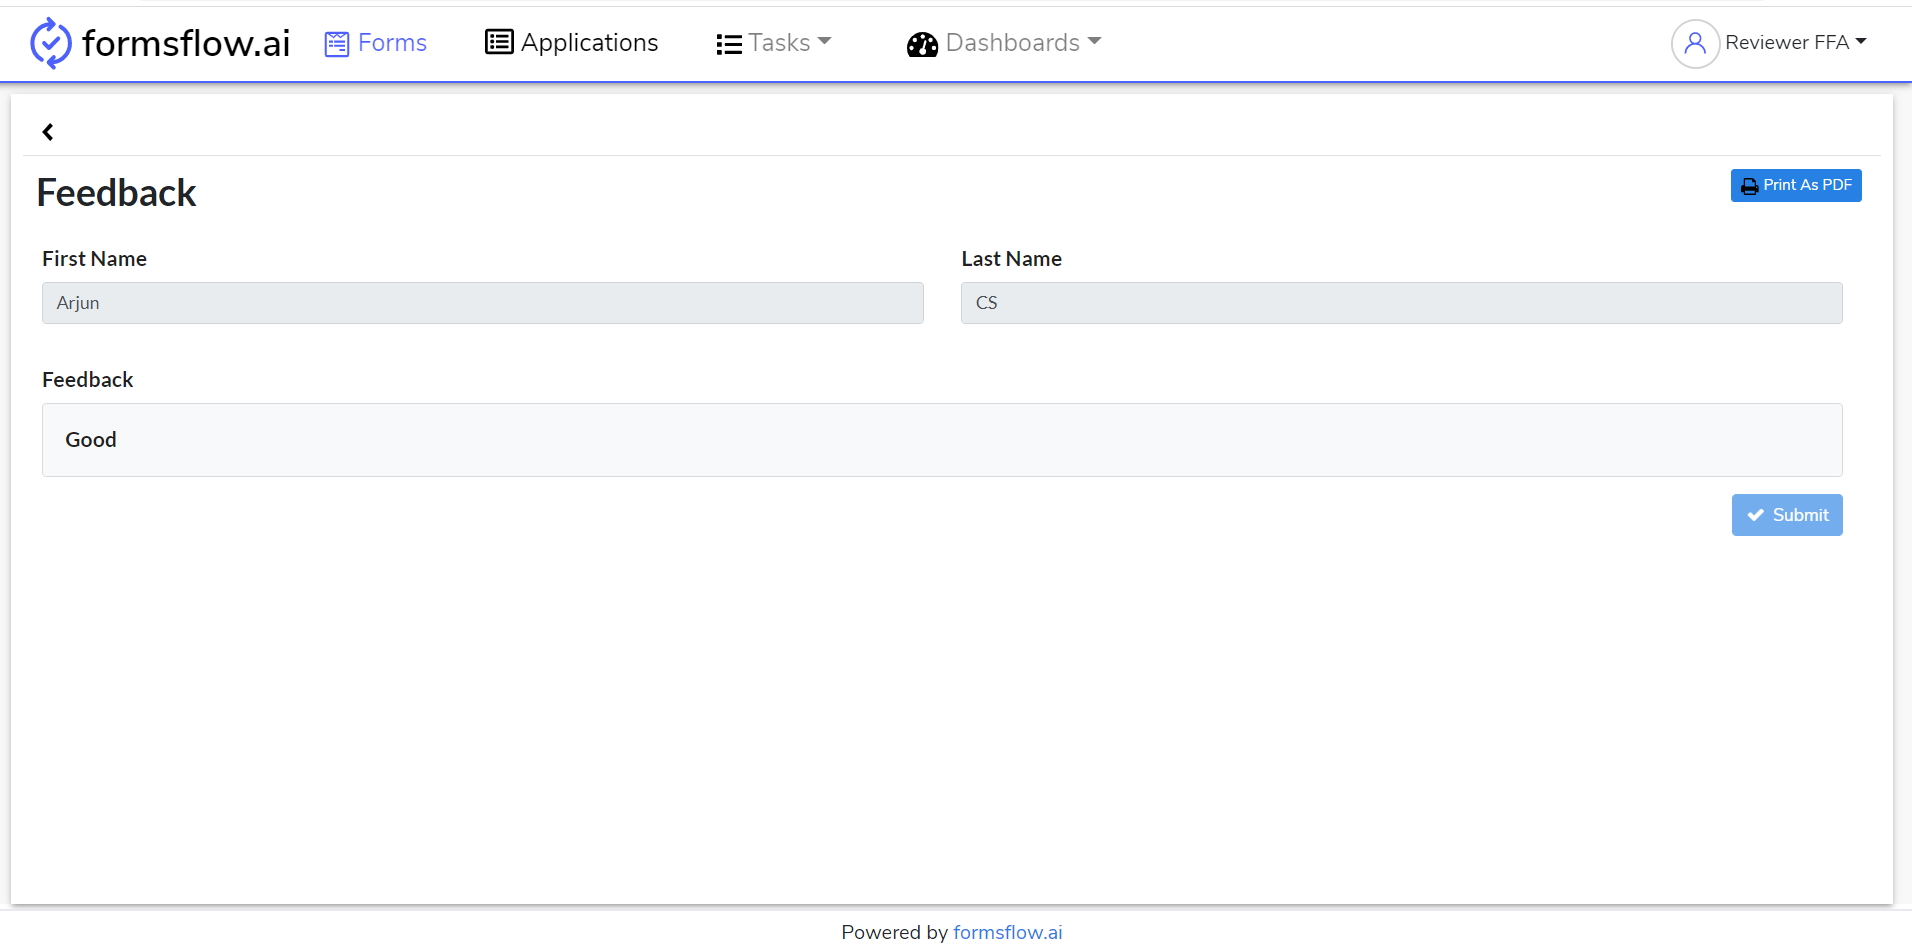 formsflow.ai Forms Applications Tasks Dashboards Reviewer FFA
Feedback Print As PDF
First Name Last Name
Arjun CS
Feedback
Good
Submit
Powered by formsflow.ai